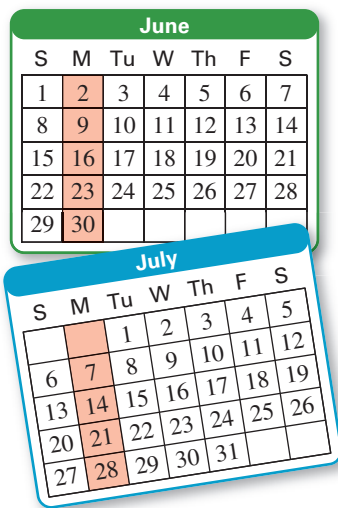 June
S M Tu W Th F S
1 2 3 4 5 6 7
8 9 10 11 12 13 14
15 16 17 18 19 20 21
22 23 24 25 26 27 28
29 30
July
S M Tu W Th F S
1 2 3 4 5
6 7 8 9 10 11 12
13 14 15 16 17 18 19
20 21 22 23 24 25 26
27 28 29 30 31